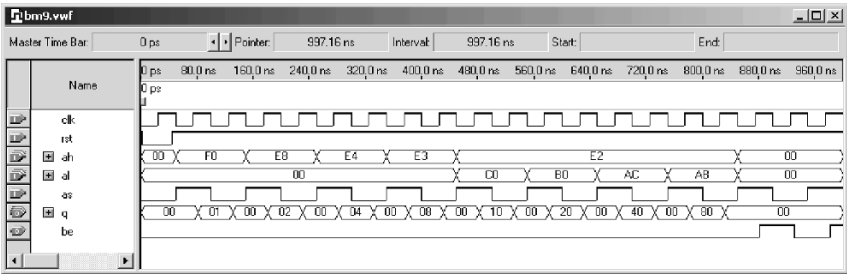 bm9.vwf
Master Time Bar: 0 ps Pointer: 997.16 ns Interval: 997.16 ns Start: End:
Name
0 ps 80.0 ns 160.0 ns 240.0 ns 320.0 ns 400.0 ns 480.0 ns 560.0 ns 640.0 ns 720.0 ns 800.0 ns 880.0 ns 960.0 ns
0 ps
clk
rst
ah 00 F0 E8 E4 E3 E2 00
al 00 C0 B0 AC AB 00
as
q 00 01 00 02 00 04 00 08 00 10 00 20 00 40 00 80 00
be